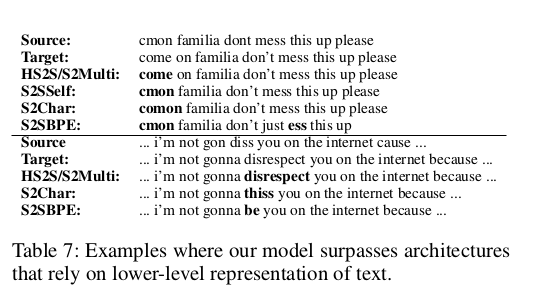 Source: cmon familia dont mess this up please
Target: come on familia don't mess this up please
HS2S/S2Multi: come on familia don't mess this up please
S2SSelf: cmon familia don't mess this up please
S2Char: comon familia don't mess this up please
S2SBPE: cmon familia don't just ess this up
Source ... i'm not gon diss you on the internet cause ...
Target: ... i'm not gonna disrespect you on the internet because ...
HS2S/S2Multi: ... i'm not gonna disrespect you on the internet because ...
S2Char: ... i'm not gonna thiss you on the internet because ...
S2SBPE: ... i'm not gonna be you on the internet because ...
Table 7: Examples where our model surpasses architectures
that rely on lower-level representation of text.